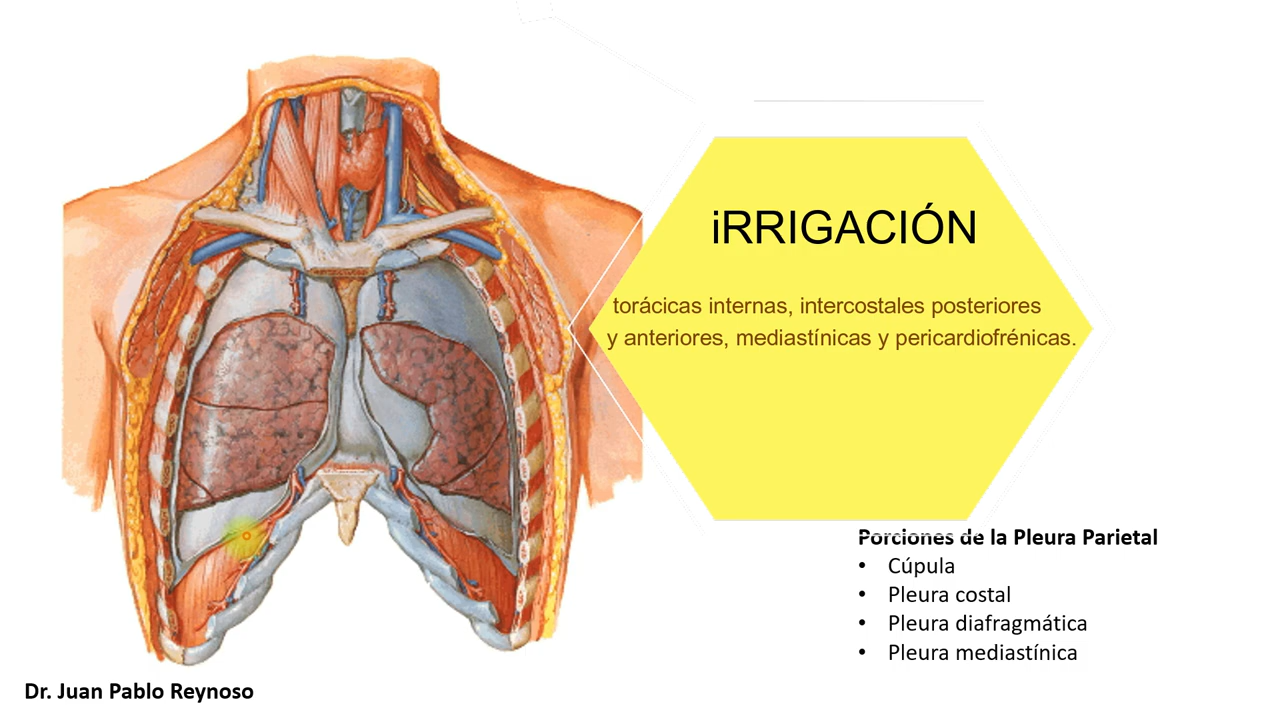 iRRIGACIÓN
torácicas internas, intercostales posteriores
y anteriores, mediastínicas y pericardiofrénicas.
Porciones de la Pleura Parietal
• Cúpula
• Pleura costal
• Pleura diafragmática
• Pleura mediastínica
Dr. Juan Pablo Reynoso